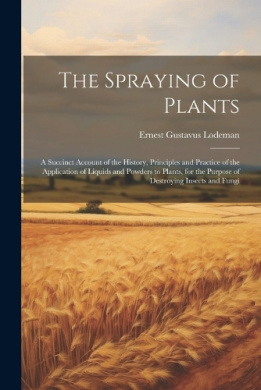 The Spraying of
Plants
Ernest Gustavus Lodeman
A Succinct Account of the History, Principles and Practice of the
Application of Liquids and Powders to Plants, for the Purpose of
Destroying Insects and Fungi